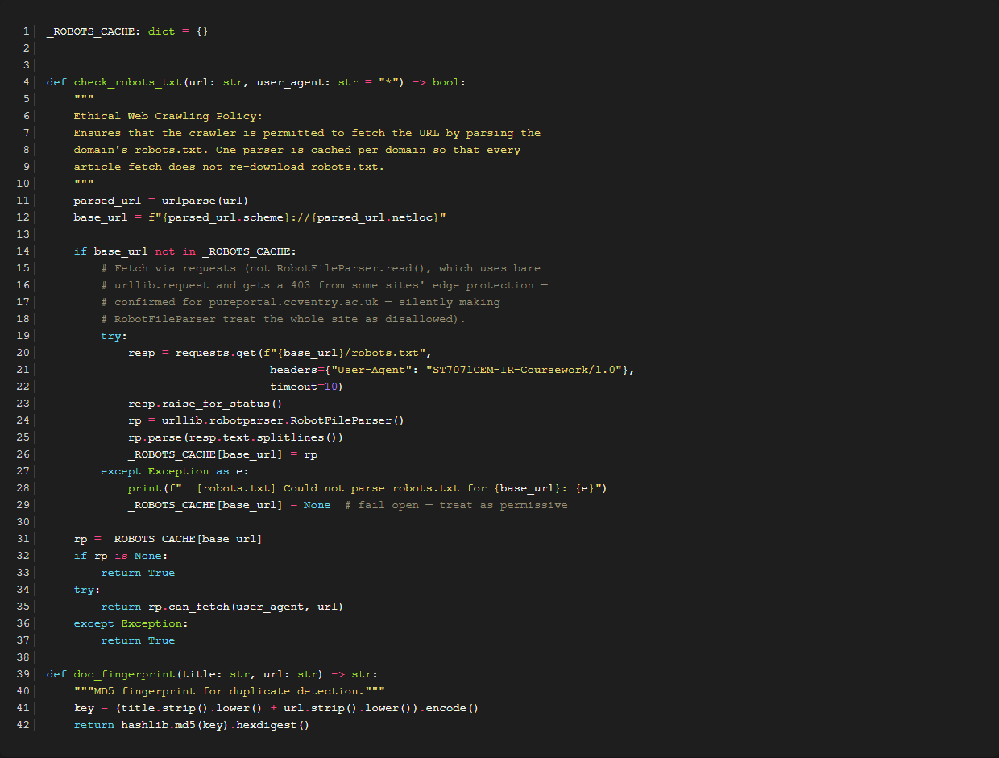 1 _ROBOTS_CACHE: dict = {}
2
3
4 def check_robots_txt(url: str, user_agent: str = "*") -> bool:
5     """
6     Ethical Web Crawling Policy:
7     Ensures that the crawler is permitted to fetch the URL by parsing the
8     domain's robots.txt. One parser is cached per domain so that every
9     article fetch does not re-download robots.txt.
10     """
11     parsed_url = urlparse(url)
12     base_url = f"{parsed_url.scheme}://{parsed_url.netloc}"
13
14     if base_url not in _ROBOTS_CACHE:
15         # Fetch via requests (not RobotFileParser.read(), which uses bare
16         # urllib.request and gets a 403 from some sites' edge protection —
17         # confirmed for pureportal.coventry.ac.uk — silently making
18         # RobotFileParser treat the whole site as disallowed).
19         try:
20             resp = requests.get(f"{base_url}/robots.txt",
21                                  headers={"User-Agent": "ST7071CEM-IR-Coursework/1.0"},
22                                  timeout=10)
23             resp.raise_for_status()
24             rp = urllib.robotparser.RobotFileParser()
25             rp.parse(resp.text.splitlines())
26             _ROBOTS_CACHE[base_url] = rp
27         except Exception as e:
28             print(f"  [robots.txt] Could not parse robots.txt for {base_url}: {e}")
29             _ROBOTS_CACHE[base_url] = None  # fail open — treat as permissive
30
31     rp = _ROBOTS_CACHE[base_url]
32     if rp is None:
33         return True
34     try:
35         return rp.can_fetch(user_agent, url)
36     except Exception:
37         return True
38
39 def doc_fingerprint(title: str, url: str) -> str:
40     """MD5 fingerprint for duplicate detection."""
41     key = (title.strip().lower() + url.strip().lower()).encode()
42     return hashlib.md5(key).hexdigest()